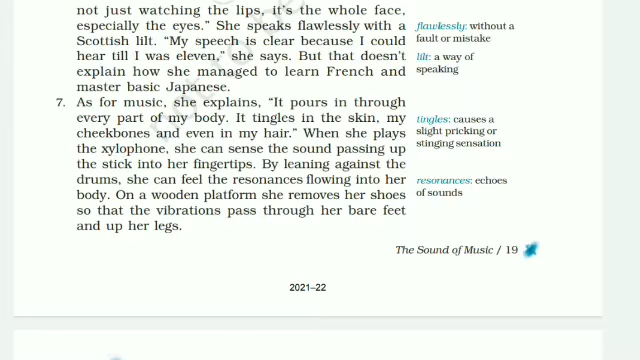 not just watching the lips, it's the whole face,
especially the eyes." She speaks flawlessly with a
Scottish lilt. "My speech is clear because I could
hear till I was eleven," she says. But that doesn't
explain how she managed to learn French and
master basic Japanese.
flawlessly: without a
fault or mistake
lilt: a way of
speaking
7. As for music, she explains, "It pours in through
every part of my body. It tingles in the skin, my
cheekbones and even in my hair." When she plays
the xylophone, she can sense the sound passing up
the stick into her fingertips. By leaning against the
drums, she can feel the resonances flowing into her
body. On a wooden platform she removes her shoes
so that the vibrations pass through her bare feet
and up her legs.
tingles: causes a
slight pricking or
stinging sensation
resonances: echoes
of sounds
The Sound of Music / 19
2021–22